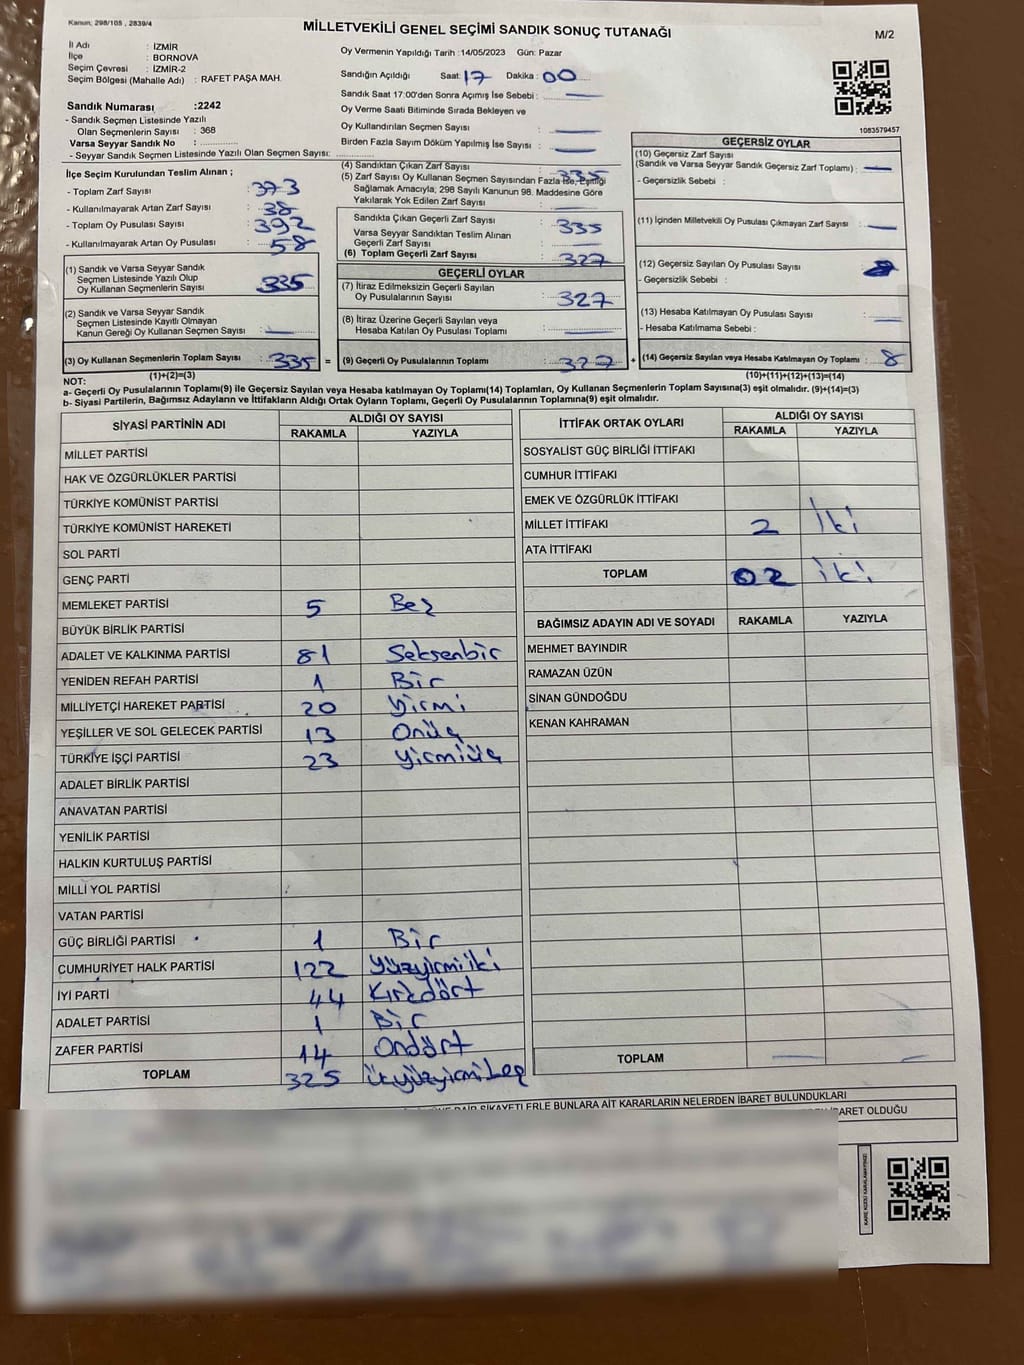 Kanun; 298/105 , 2839/4
MİLLETVEKİLİ GENEL SEÇİMİ SANDIK SONUÇ TUTANAĞI
M/2
İl Adı : İZMİR
İlçe : BORNOVA
Seçim Çevresi : İZMİR-2
Seçim Bölgesi (Mahalle Adı) : RAFET PAŞA MAH.
Sandık Numarası :2242
- Sandık Seçmen Listesinde Yazılı
Olan Seçmenlerin Sayısı : 368
Varsa Seyyar Sandık No :
- Seyyar Sandık Seçmen Listesinde Yazılı Olan Seçmen Sayısı:
İlçe Seçim Kurulundan Teslim Alınan ;
- Toplam Zarf Sayısı : 373
- Kullanılmayarak Artan Zarf Sayısı : 38
- Toplam Oy Pusulası Sayısı : 392
- Kullanılmayarak Artan Oy Pusulası : 58
(1) Sandık ve Varsa Seyyar Sandık
Seçmen Listesinde Yazılı Olup
Oy Kullanan Seçmenlerin Sayısı : 335
(2) Sandık ve Varsa Seyyar Sandık
Seçmen Listesinde Kayıtlı Olmayan
Kanun Gereği Oy Kullanan Seçmen Sayısı : —
(3) Oy Kullanan Seçmenlerin Toplam Sayısı : 335 =
(1)+(2)=(3)
Oy Vermenin Yapıldığı Tarih :14/05/2023 Gün: Pazar
Sandığın Açıldığı Saat: 17 Dakika : 00
Sandık Saat 17:00'den Sonra Açımış İse Sebebi : —
Oy Verme Saati Bitiminde Sırada Bekleyen ve
Oy Kullandırılan Seçmen Sayısı : —
Birden Fazla Sayım Döküm Yapılmış İse Sayısı : —
(4) Sandıktan Çıkan Zarf Sayısı : 335
(5) Zarf Sayısı Oy Kullanan Seçmen Sayısından Fazla İse, Eşitliği
Sağlamak Amacıyla; 298 Sayılı Kanunun 98. Maddesine Göre
Yakılarak Yok Edilen Zarf Sayısı : —
Sandıkta Çıkan Geçerli Zarf Sayısı : 335
Varsa Seyyar Sandıktan Teslim Alınan
Geçerli Zarf Sayısı : —
(6) Toplam Geçerli Zarf Sayısı : 327
GEÇERLİ OYLAR
(7) İtiraz Edilmeksizin Geçerli Sayılan
Oy Pusulalarının Sayısı : 327
(8) İtiraz Üzerine Geçerli Sayılan veya
Hesaba Katılan Oy Pusulası Toplamı : —
(9) Geçerli Oy Pusulalarının Toplamı : 327 +
1083579457
GEÇERSİZ OYLAR
(10) Geçersiz Zarf Sayısı
(Sandık ve Varsa Seyyar Sandık Geçersiz Zarf Toplamı) : —
- Geçersizlik Sebebi :
(11) İçinden Milletvekili Oy Pusulası Çıkmayan Zarf Sayısı : —
(12) Geçersiz Sayılan Oy Pusulası Sayısı :
- Geçersizlik Sebebi :
(13) Hesaba Katılmayan Oy Pusulası Sayısı : —
- Hesaba Katılmama Sebebi :
(14) Geçersiz Sayılan veya Hesaba Katılmayan Oy Toplamı : 8
(10)+(11)+(12)+(13)=(14)
NOT:
a- Geçerli Oy Pusulalarının Toplamı(9) ile Geçersiz Sayılan veya Hesaba katılmayan Oy Toplamı(14) Toplamları, Oy Kullanan Seçmenlerin Toplam Sayısına(3) eşit olmalıdır. (9)+(14)=(3)
b- Siyasi Partilerin, Bağımsız Adayların ve İttifakların Aldığı Ortak Oyların Toplamı, Geçerli Oy Pusulalarının Toplamına(9) eşit olmalıdır.
SİYASİ PARTİNİN ADI ALDIĞI OY SAYISI
RAKAMLA YAZIYLA
MİLLET PARTİSİ
HAK VE ÖZGÜRLÜKLER PARTİSİ
TÜRKİYE KOMÜNİST PARTİSİ
TÜRKİYE KOMÜNİST HAREKETİ
SOL PARTİ
GENÇ PARTİ
MEMLEKET PARTİSİ 5 Beş
BÜYÜK BİRLİK PARTİSİ
ADALET VE KALKINMA PARTİSİ 81 Seksenbir
YENİDEN REFAH PARTİSİ 1 Bir
MİLLİYETÇİ HAREKET PARTİSİ 20 Yirmi
YEŞİLLER VE SOL GELECEK PARTİSİ 13 Onüç
TÜRKİYE İŞÇİ PARTİSİ 23 Yirmiüç
ADALET BİRLİK PARTİSİ
ANAVATAN PARTİSİ
YENİLİK PARTİSİ
HALKIN KURTULUŞ PARTİSİ
MİLLİ YOL PARTİSİ
VATAN PARTİSİ
GÜÇ BİRLİĞİ PARTİSİ 1 Bir
CUMHURİYET HALK PARTİSİ 122 Yüzyirmiiki
İYİ PARTİ 44 Kırkdört
ADALET PARTİSİ 1 Bir
ZAFER PARTİSİ 14 Ondört
TOPLAM 325 Üçyüzyirmibeş
İTTİFAK ORTAK OYLARI ALDIĞI OY SAYISI
RAKAMLA YAZIYLA
SOSYALİST GÜÇ BİRLİĞİ İTTİFAKI
CUMHUR İTTİFAKI
EMEK VE ÖZGÜRLÜK İTTİFAKI
MİLLET İTTİFAKI 2 İki
ATA İTTİFAKI
TOPLAM 02 iki
BAĞIMSIZ ADAYIN ADI VE SOYADI RAKAMLA YAZIYLA
MEHMET BAYINDIR
RAMAZAN ÜZÜN
SİNAN GÜNDOĞDU
KENAN KAHRAMAN
TOPLAM — —
ŞİKAYETLERLE BUNLARA AİT KARARLARIN NELERDEN İBARET BULUNDUKLARI
İBARET OLDUĞU
KARE KODU KARALAMAYINIZ!